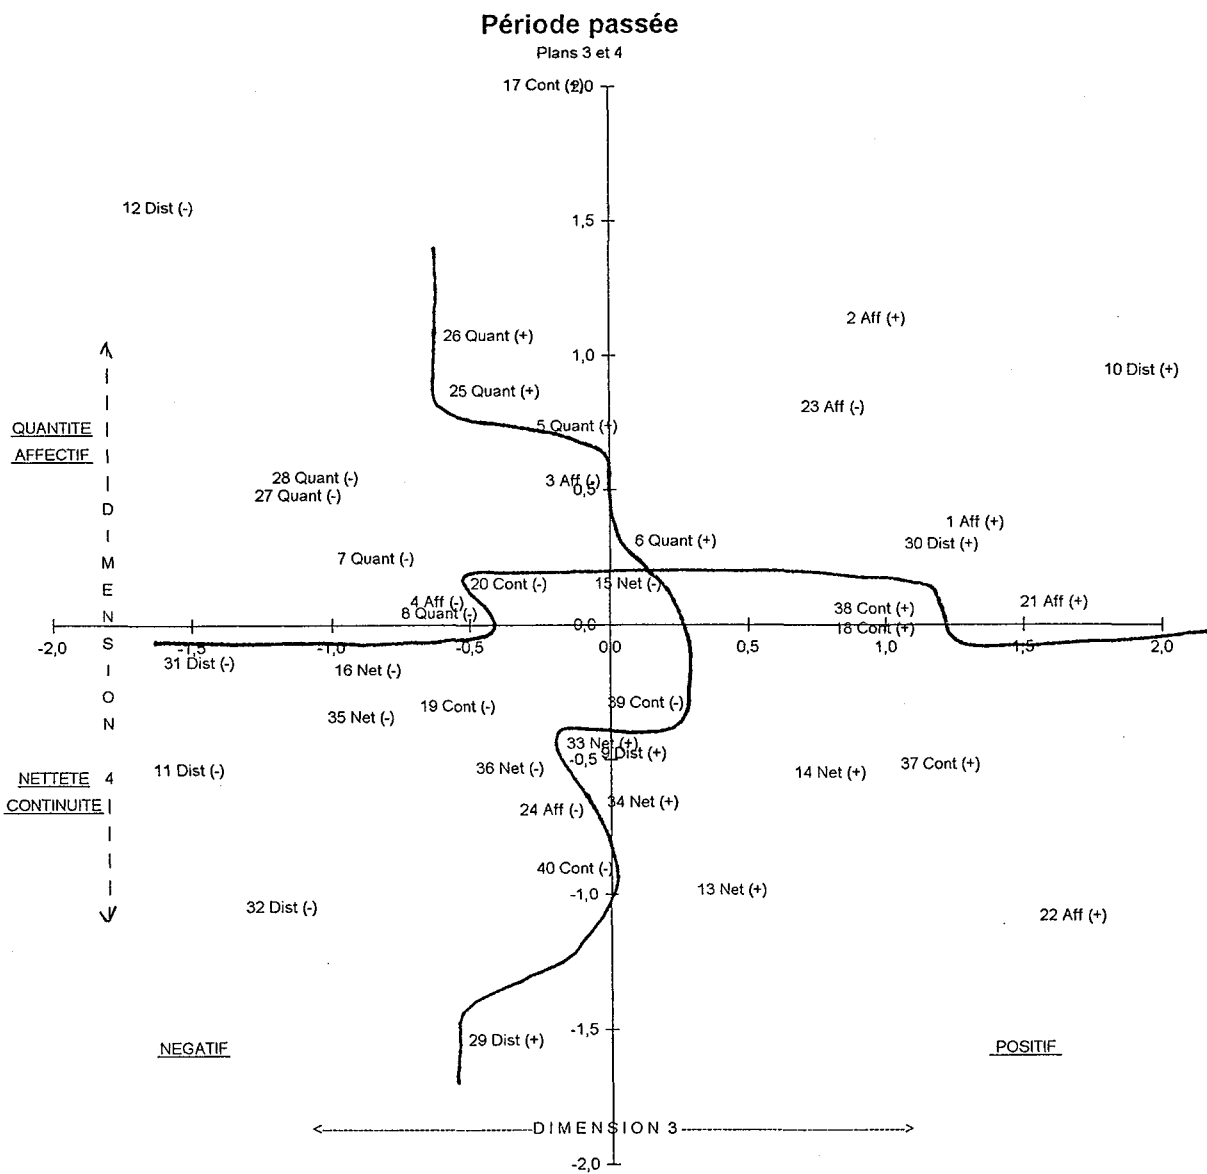 Période passée
Plans 3 et 4
17 Cont (+)
2,0
12 Dist (-)
1,5
2 Aff (+)
26 Quant (+)
1,0
10 Dist (+)
25 Quant (+)
23 Aff (-)
QUANTITE
5 Quant (+)
AFFECTIF
28 Quant (-)
3 Aff (-)
0,5
27 Quant (-)
1 Aff (+)
6 Quant (+)
30 Dist (+)
7 Quant (-)
20 Cont (-)
15 Net (-)
4 Aff (-)
38 Cont (+)
21 Aff (+)
8 Quant (-)
0,0
18 Cont (+)
-2,0 -1,5 -1,0 -0,5 0,0 0,5 1,0 1,5 2,0
31 Dist (-)
16 Net (-)
19 Cont (-)
39 Cont (-)
35 Net (-)
33 Net (+)
9 Dist (+)
-0,5
36 Net (-)
37 Cont (+)
11 Dist (-)
14 Net (+)
NETTETE
CONTINUITE
DIMENSION 4
24 Aff (-)
34 Net (+)
40 Cont (-)
-1,0
13 Net (+)
32 Dist (-)
22 Aff (+)
-1,5
29 Dist (+)
NEGATIF
POSITIF
DIMENSION 3
-2,0